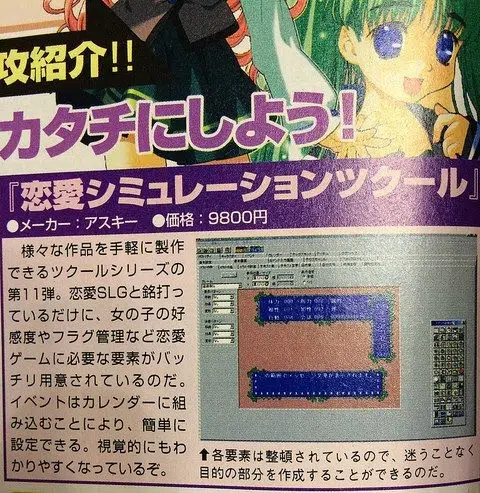 攻紹介!!
カタチにしよう!
『恋愛シミュレーションツクール』
●メーカー：アスキー　●価格：9800円
様々な作品を手軽に製作
できるツクールシリーズの
第11弾。恋愛SLGと銘打っ
ているだけに、女の子の好
感度やフラグ管理など恋愛
ゲームに必要な要素がバッ
チリ用意されているのだ。
イベントはカレンダーに組
み込むことにより、簡単に
設定できる。視覚的にもわ
かりやすくなっているぞ。
⬆各要素は整頓されているので、迷うことなく
目的の部分を作成することができるのだ。